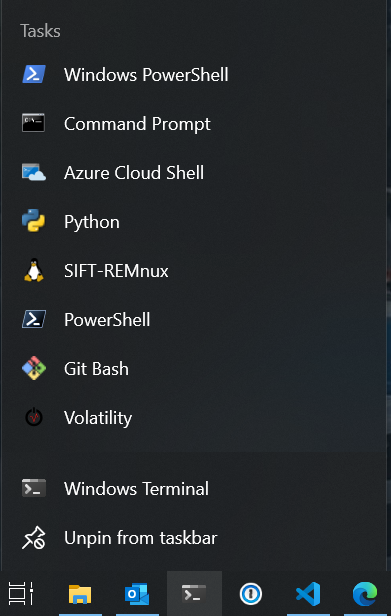 Tasks
Windows PowerShell
Command Prompt
Azure Cloud Shell
Python
SIFT-REMnux
PowerShell
Git Bash
Volatility
Windows Terminal
Unpin from taskbar